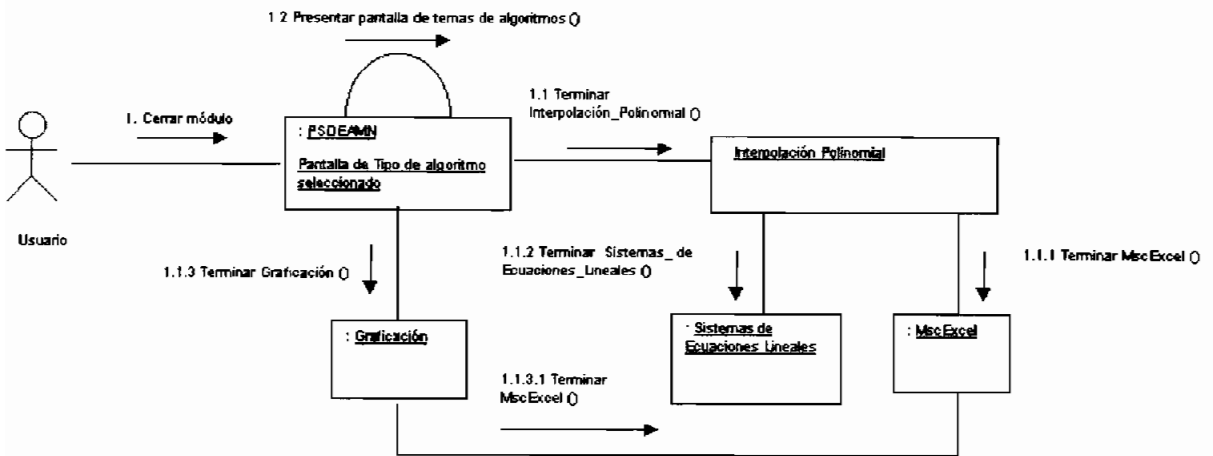 1.2 Presentar pantalla de temas de algoritmos ()
1.1 Terminar
Interpolación_Polinomial ()
1. Cerrar módulo
: PSDEAMN
Pantalla de Tipo de algoritmo
seleccionado
Interpolación Polinomial
Usuario
1.1.3 Terminar Graficación ()
1.1.2 Terminar Sistemas_ de
Ecuaciones_Lineales ()
1.1.1 Terminar MscExcel ()
: Graficación
: Sistemas de
Ecuaciones Lineales
: MscExcel
1.1.3.1 Terminar
MscExcel ()